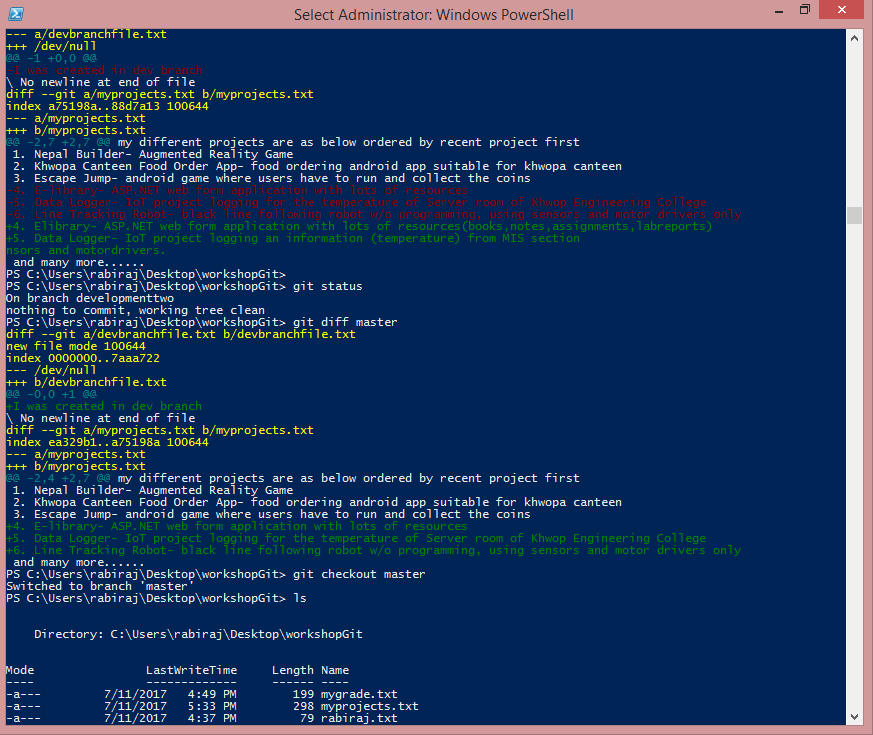 Select Administrator: Windows PowerShell
--- a/devbranchfile.txt
+++ /dev/null
@@ -1 +0,0 @@
-I was created in dev branch
\ No newline at end of file
diff --git a/myprojects.txt b/myprojects.txt
index a75198a..88d7a13 100644
--- a/myprojects.txt
+++ b/myprojects.txt
@@ -2,7 +2,7 @@ my different projects are as below ordered by recent project first
 1. Nepal Builder- Augmented Reality Game
 2. Khwopa Canteen Food Order App- food ordering android app suitable for khwopa canteen
 3. Escape Jump- android game where users have to run and collect the coins
-4. E-library- ASP.NET web form application with lots of resources
-5. Data Logger- IoT project logging for the temperature of Server room of Khwop Engineering College
-6. Line Tracking Robot- black line following robot w/o programming, using sensors and motor drivers only
+4. Elibrary- ASP.NET web form application with lots of resources(books,notes,assignments,labreports)
+5. Data Logger- IoT project logging an information (temperature) from MIS section
nsors and motordrivers.
 and many more......
PS C:\Users\rabiraj\Desktop\workshopGit>
PS C:\Users\rabiraj\Desktop\workshopGit> git status
On branch developmenttwo
nothing to commit, working tree clean
PS C:\Users\rabiraj\Desktop\workshopGit> git diff master
diff --git a/devbranchfile.txt b/devbranchfile.txt
new file mode 100644
index 0000000..7aaa722
--- /dev/null
+++ b/devbranchfile.txt
@@ -0,0 +1 @@
+I was created in dev branch
\ No newline at end of file
diff --git a/myprojects.txt b/myprojects.txt
index ea329b1..a75198a 100644
--- a/myprojects.txt
+++ b/myprojects.txt
@@ -2,4 +2,7 @@ my different projects are as below ordered by recent project first
 1. Nepal Builder- Augmented Reality Game
 2. Khwopa Canteen Food Order App- food ordering android app suitable for khwopa canteen
 3. Escape Jump- android game where users have to run and collect the coins
+4. E-library- ASP.NET web form application with lots of resources
+5. Data Logger- IoT project logging for the temperature of Server room of Khwop Engineering College
+6. Line Tracking Robot- black line following robot w/o programming, using sensors and motor drivers only
 and many more......
PS C:\Users\rabiraj\Desktop\workshopGit> git checkout master
Switched to branch 'master'
PS C:\Users\rabiraj\Desktop\workshopGit> ls
    Directory: C:\Users\rabiraj\Desktop\workshopGit
Mode                LastWriteTime     Length Name
----                -------------     ------ ----
-a---         7/11/2017   4:49 PM        199 mygrade.txt
-a---         7/11/2017   5:33 PM        298 myprojects.txt
-a---         7/11/2017   4:37 PM         79 rabiraj.txt